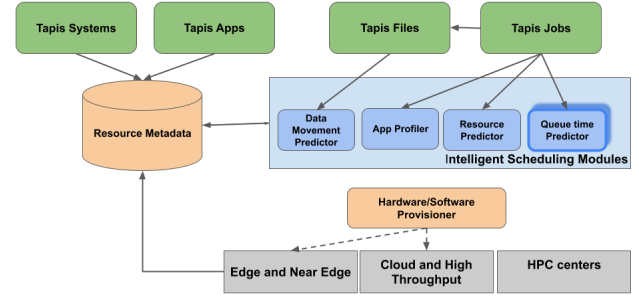 Tapis Systems
Tapis Apps
Tapis Files
Tapis Jobs
Resource Metadata
Data
Movement
Predictor
App Profiler
Resource
Predictor
Queue time
Predictor
Intelligent Scheduling Modules
Hardware/Software
Provisioner
Edge and Near Edge
Cloud and High
Throughput
HPC centers